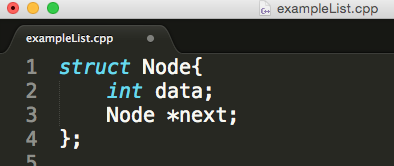 exampleList.cpp
exampleList.cpp
1 struct Node{
2     int data;
3     Node *next;
4 };
5